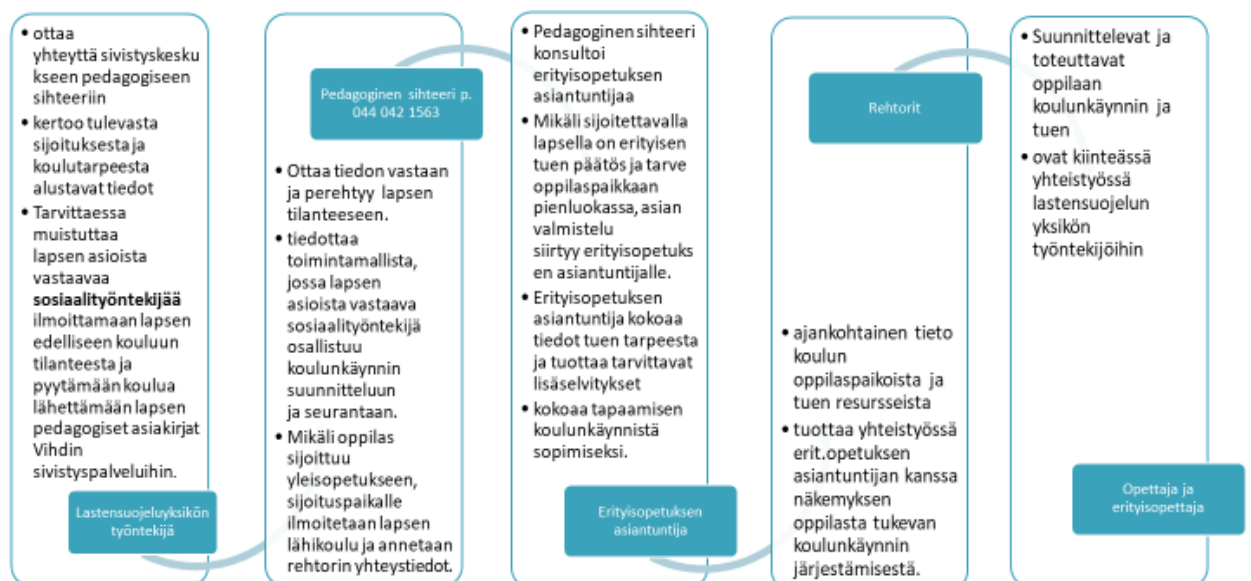 • ottaa
yhteyttä sivistyskesku
kseen pedagogiseen
sihteeriin
• kertoo tulevasta
sijoituksesta ja
koulutarpeesta
alustavat tiedot
• Tarvittaessa
muistuttaa
lapsen asioista
vastaavaa
sosiaalityöntekijää
ilmoittamaan lapsen
edelliseen kouluun
tilanteesta ja
pyytämään koulua
lähettämään lapsen
pedagogiset asiakirjat
Vihdin
sivistyspalveluihin.
Lastensuojeluyksikön
työntekijä
Pedagoginen sihteeri p.
044 042 1563
• Ottaa tiedon vastaan
ja perehtyy lapsen
tilanteeseen.
• tiedottaa
toimintamallista,
jossa lapsen
asioista vastaava
sosiaalityöntekijä
osallistuu
koulunkäynnin
suunnitteluun
ja seurantaan.
• Mikäli oppilas
sijoittuu
yleisopetukseen,
sijoituspaikalle
ilmoitetaan lapsen
lähikoulu ja annetaan
rehtorin yhteystiedot.
• Pedagoginen sihteeri
konsultoi
erityisopetuksen
asiantuntijaa
• Mikäli sijoitettavalla
lapsella on erityisen
tuen päätös ja tarve
oppilaspaikkaan
pienluokassa, asian
valmistelu
siirtyy erityisopetuks
en asiantuntijalle.
• Erityisopetuksen
asiantuntija kokoaa
tiedot tuen tarpeesta
ja tuottaa tarvittavat
lisäselvitykset
• kokoaa tapaamisen
koulunkäynnistä
sopimiseksi.
Erityisopetuksen
asiantuntija
Rehtorit
• ajankohtainen tieto
koulun
oppilaspaikoista ja
tuen resursseista
• tuottaa yhteistyössä
erit.opetuksen
asiantuntijan kanssa
näkemyksen
oppilasta tukevan
koulunkäynnin
järjestämisestä.
• Suunnittelevat ja
toteuttavat
oppilaan
koulunkäynnin ja
tuen
• ovat kiinteässä
yhteistyössä
lastensuojelun
yksikön
työntekijöihin
Opettaja ja
erityisopettaja